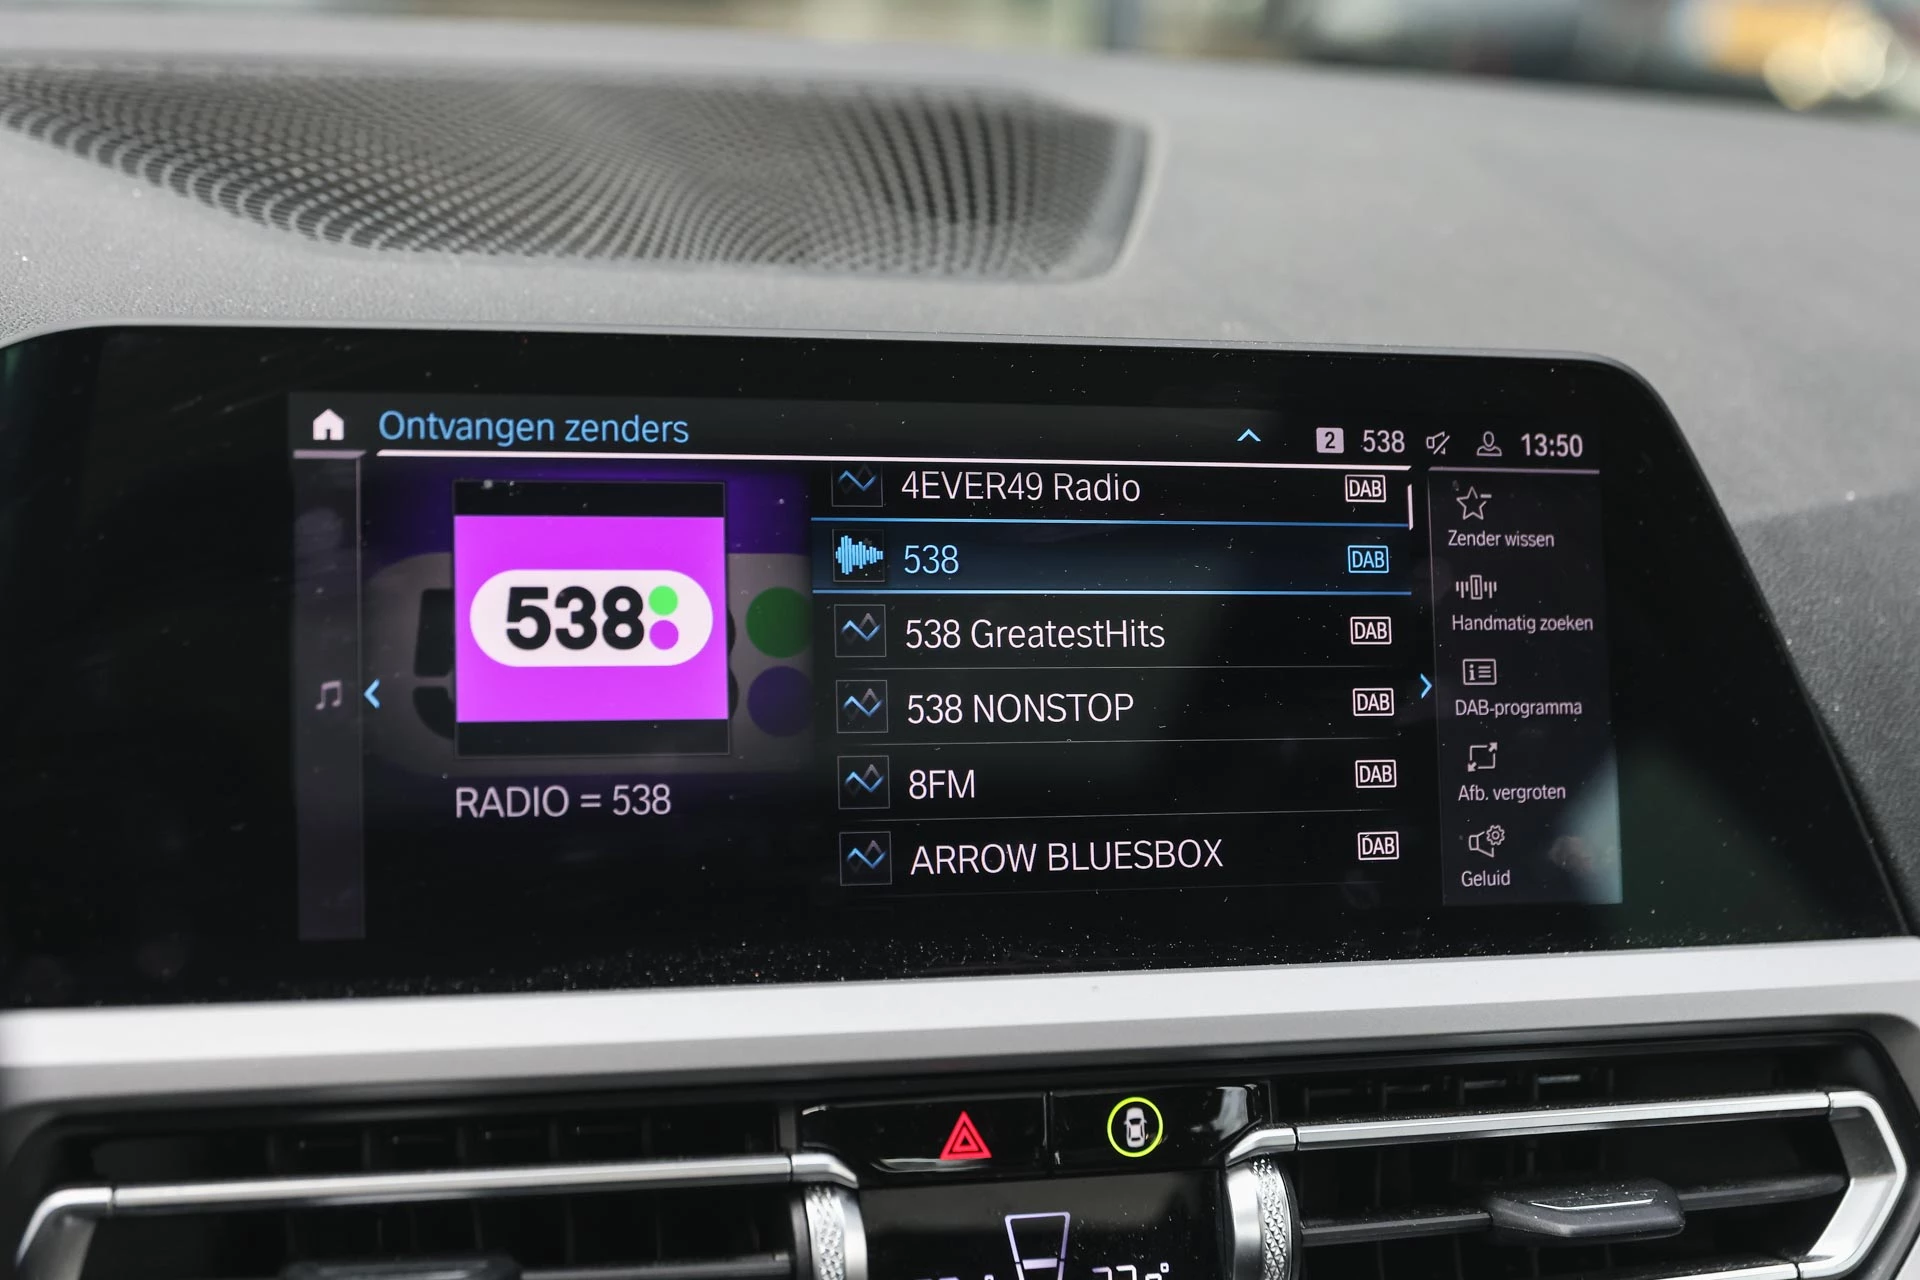 Ontvangen zenders
2 538 13:50
538
RADIO = 538
4EVER49 Radio DAB
538 DAB
538 GreatestHits DAB
538 NONSTOP DAB
8FM DAB
ARROW BLUESBOX DAB
Zender wissen
Handmatig zoeken
DAB-programma
Afb. vergroten
Geluid